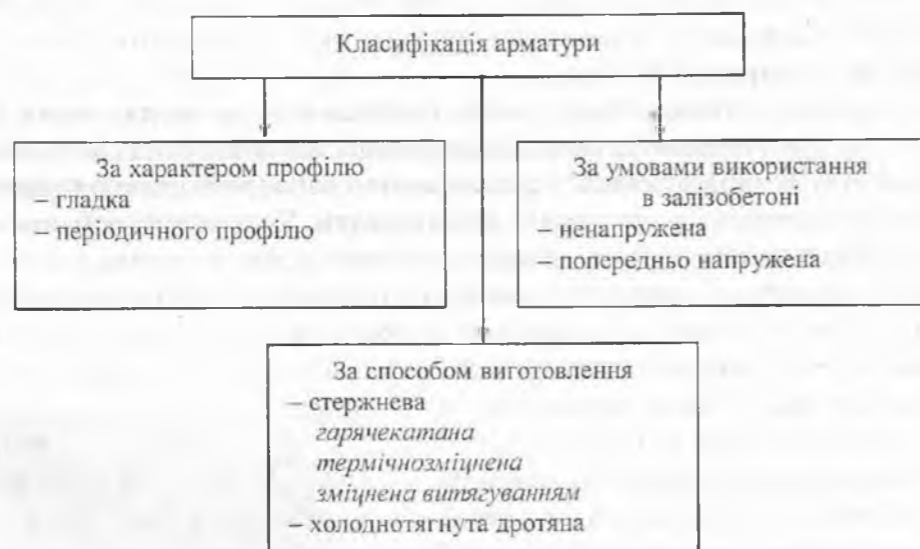 Класифікація арматури
За характером профілю
– гладка
– періодичного профілю
За умовами використання
в залізобетоні
– ненапружена
– попередньо напружена
За способом виготовлення
– стержнева
гарячекатана
термічнозміцнена
зміцнена витягуванням
– холоднотягнута дротяна